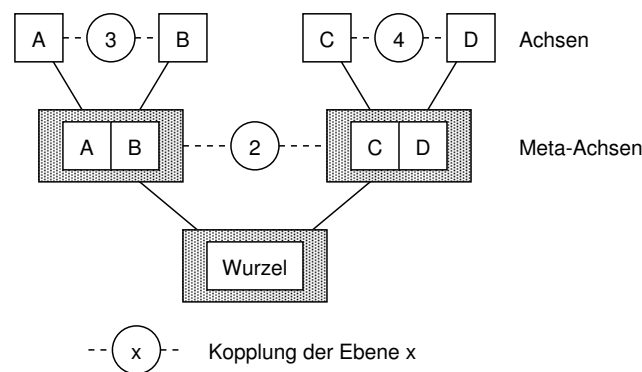 A 3 B C 4 D Achsen
A B 2 C D Meta-Achsen
Wurzel
x Kopplung der Ebene x